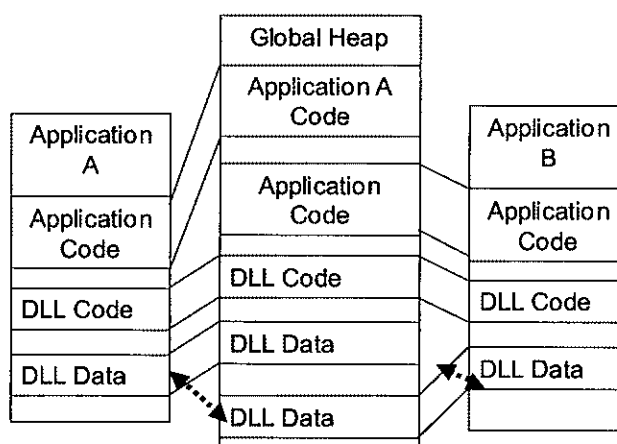 Application
A
Application
Code
DLL Code
DLL Data
Global Heap
Application A
Code
Application
Code
DLL Code
DLL Data
DLL Data
Application
B
Application
Code
DLL Code
DLL Data